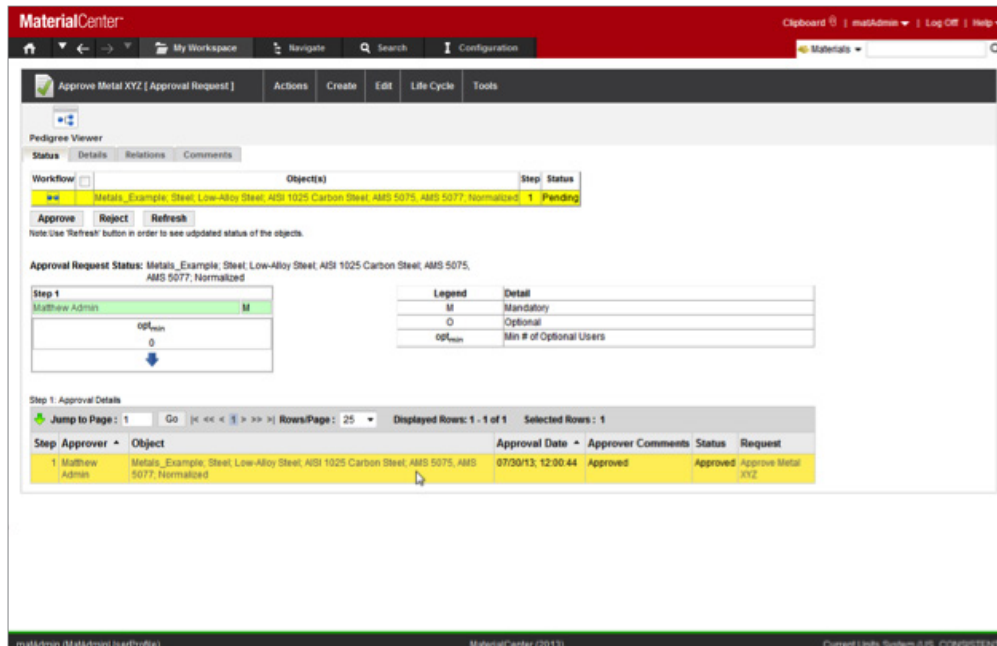 MaterialCenter
Clipboard | matAdmin | Log Off | Help
My Workspace Navigate Search Configuration Materials
Approve Metal XYZ [ Approval Request ] Actions Create Edit Life Cycle Tools
Pedigree Viewer
Status Details Relations Comments
Workflow Object(s) Step Status
Metals_Example; Steel; Low-Alloy Steel; AISI 1025 Carbon Steel; AMS 5075, AMS 5077; Normalized 1 Pending
Approve Reject Refresh
Note:Use 'Refresh' button in order to see udpdated status of the objects.
Approval Request Status: Metals_Example; Steel; Low-Alloy Steel; AISI 1025 Carbon Steel; AMS 5075,
AMS 5077; Normalized
Step 1
Matthew Admin M
optmin
0
Legend Detail
M Mandatory
O Optional
optmin Min # of Optional Users
Step 1: Approval Details
Jump to Page : 1 Go |< << < 1 > >> >| Rows/Page : 25 Displayed Rows: 1 - 1 of 1 Selected Rows : 1
Step Approver Object Approval Date Approver Comments Status Request
1 Matthew Metals_Example; Steel; Low-Alloy Steel; AISI 1025 Carbon Steel; AMS 5075, AMS 07/30/13; 12:00:44 Approved Approved Approve Metal
Admin 5077; Normalized XYZ
matAdmin (MatAdminUserProfile) MaterialCenter (2013) Current Units System (US_CONSISTENT